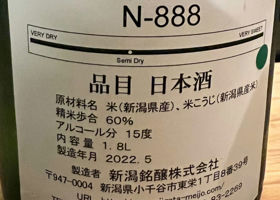 N-888
VERY DRY VERY SWEET
Semi Dry
品目 日本酒
原材料名 米(新潟県産)、米こうじ(新潟県産米)
精米歩合 60%
アルコール分 15度
内容量 1.8L
製造年月 2022.5
新潟銘醸株式会社
〒947-0004 新潟県小千谷市東栄1丁目8番39号
-meijo.com/
83-2269